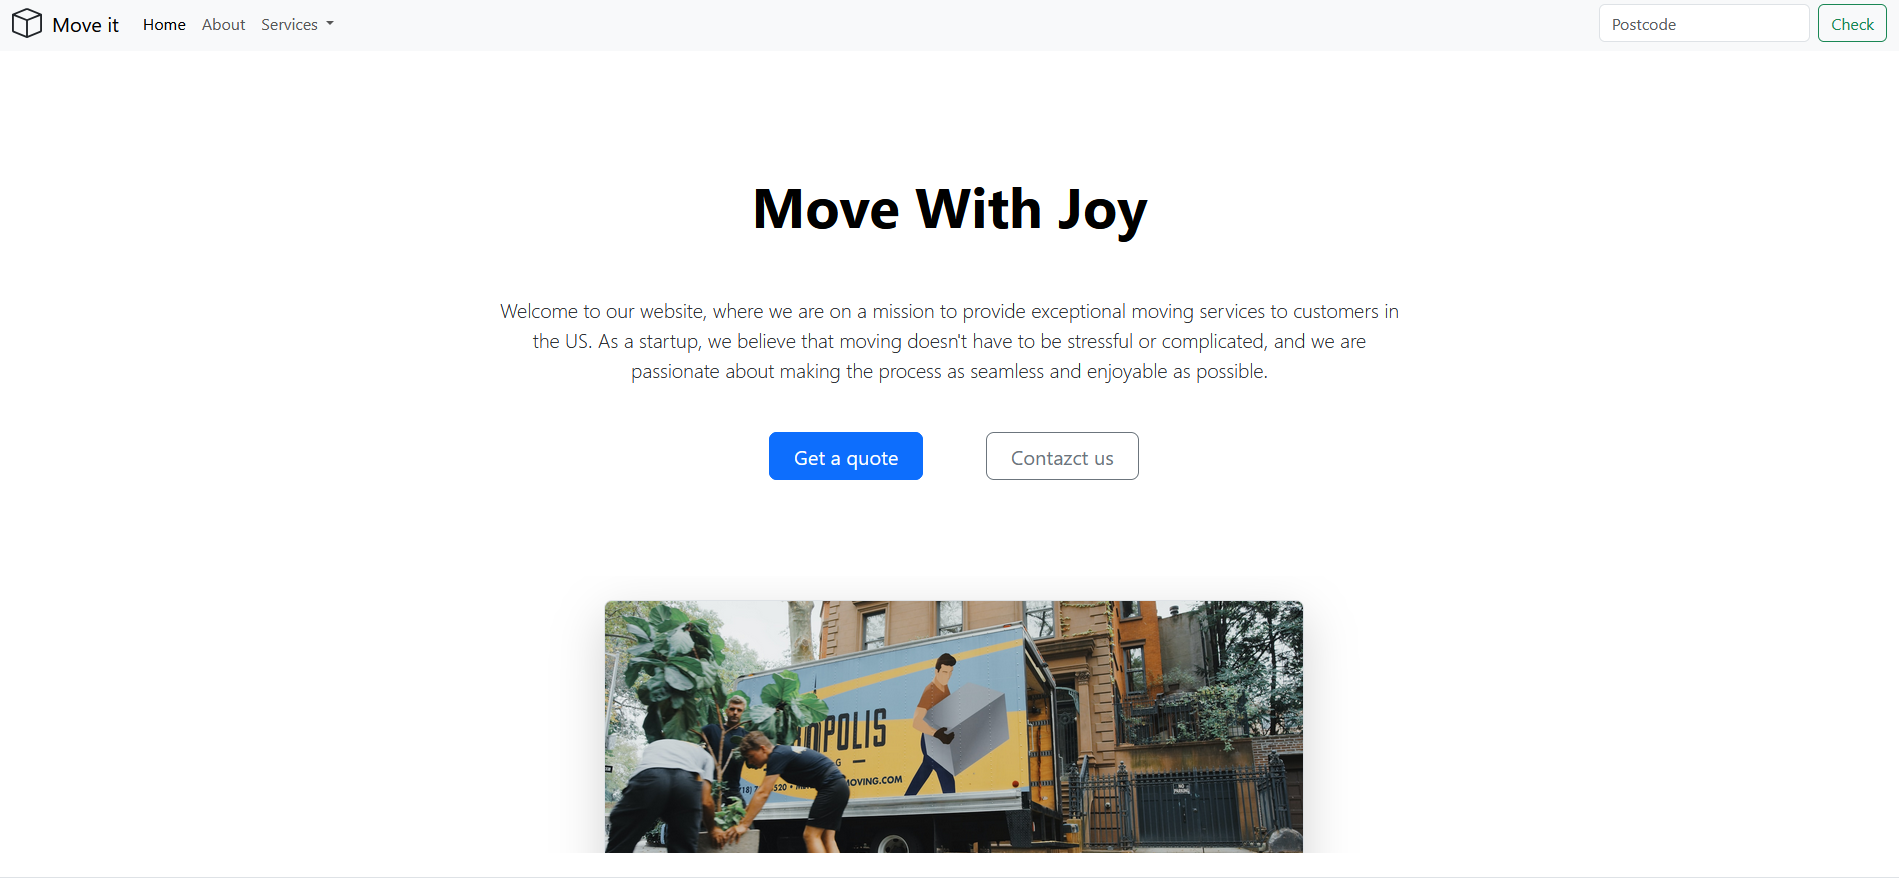 Move it
Home
About
Services
Postcode
Check
Move With Joy
Welcome to our website, where we are on a mission to provide exceptional moving services to customers in
the US. As a startup, we believe that moving doesn't have to be stressful or complicated, and we are
passionate about making the process as seamless and enjoyable as possible.
Get a quote
Contazct us
POLIS
MOVING.COM
NO
PARKING